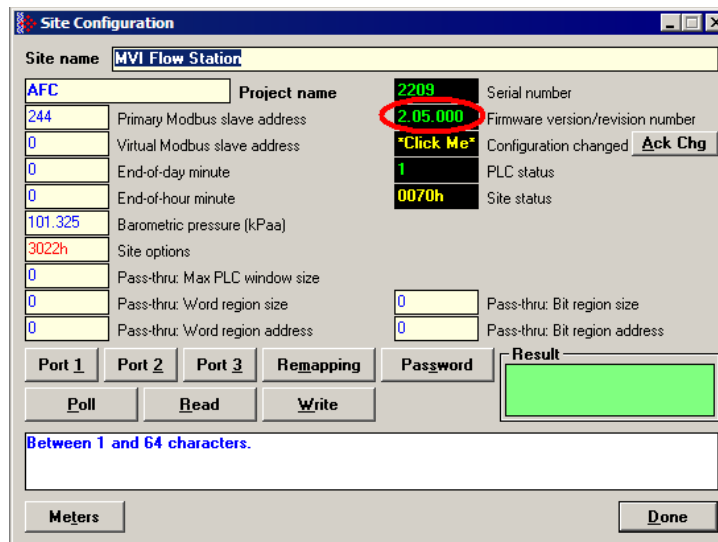 Site Configuration
Site name MVI Flow Station
AFC Project name 2209 Serial number
244 Primary Modbus slave address 2.05.000 Firmware version/revision number
0 Virtual Modbus slave address *Click Me* Configuration changed Ack Chg
0 End-of-day minute 1 PLC status
0 End-of-hour minute 0070h Site status
101.325 Barometric pressure (kPaa)
3022h Site options
0 Pass-thru: Max PLC window size
0 Pass-thru: Word region size 0 Pass-thru: Bit region size
0 Pass-thru: Word region address 0 Pass-thru: Bit region address
Port 1 Port 2 Port 3 Remapping Password Result
Poll Read Write
Between 1 and 64 characters.
Meters Done